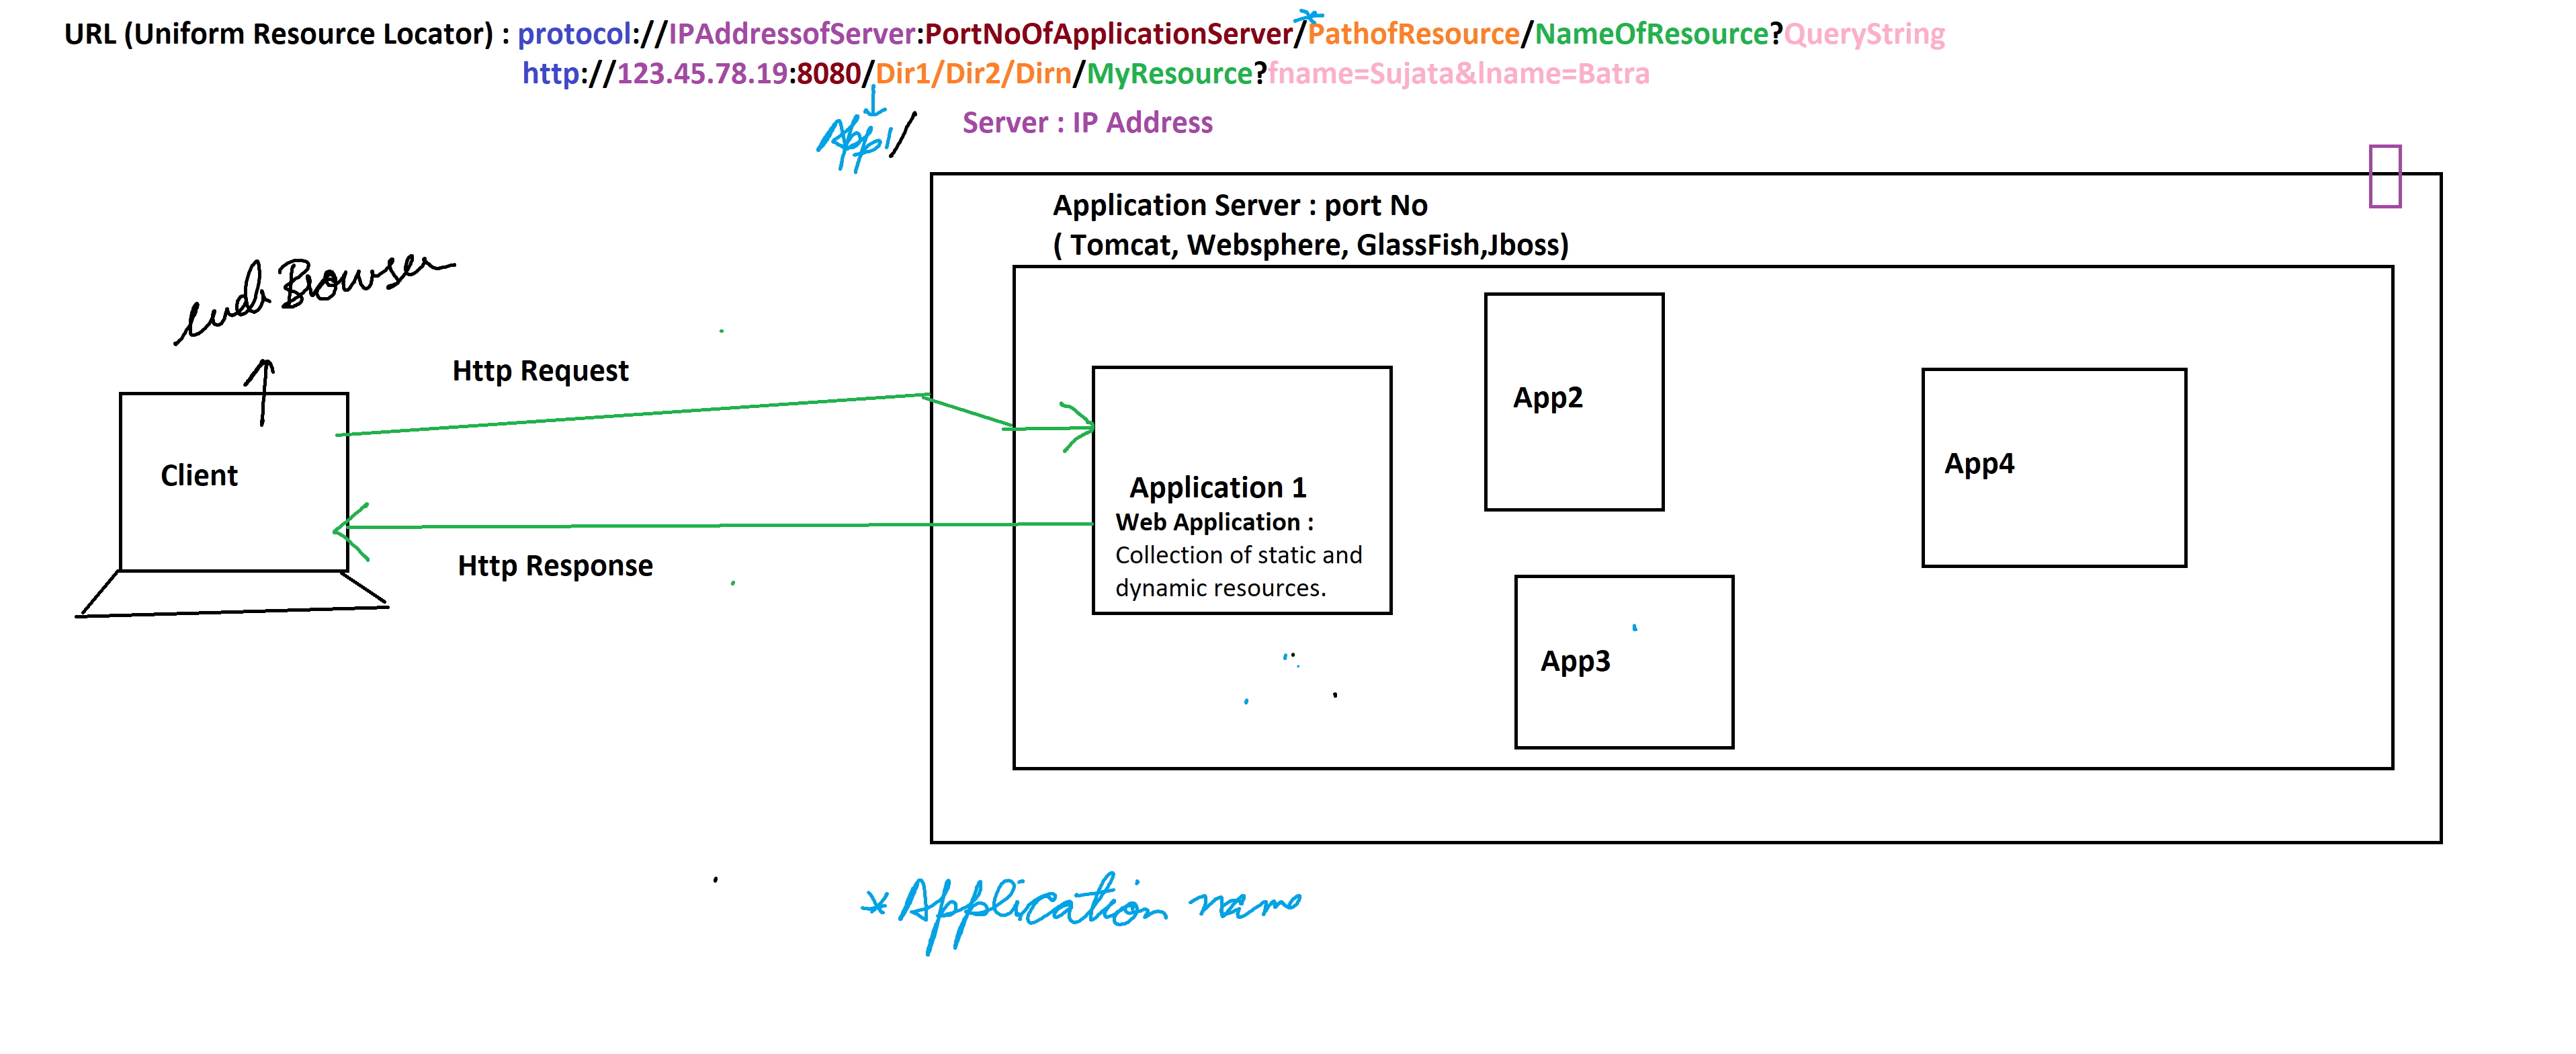 URL (Uniform Resource Locator) : protocol://IPAddressofServer:PortNoOfApplicationServer/*PathofResource/NameOfResource?QueryString
http://123.45.78.19:8080/Dir1/Dir2/Dirn/MyResource?fname=Sujata&lname=Batra
App1/
Server : IP Address
Application Server : port No
( Tomcat, Websphere, GlassFish,Jboss)
web Browser
Http Request
Client
Http Response
Application 1
Web Application :
Collection of static and
dynamic resources.
App2
App3
App4
* Application name